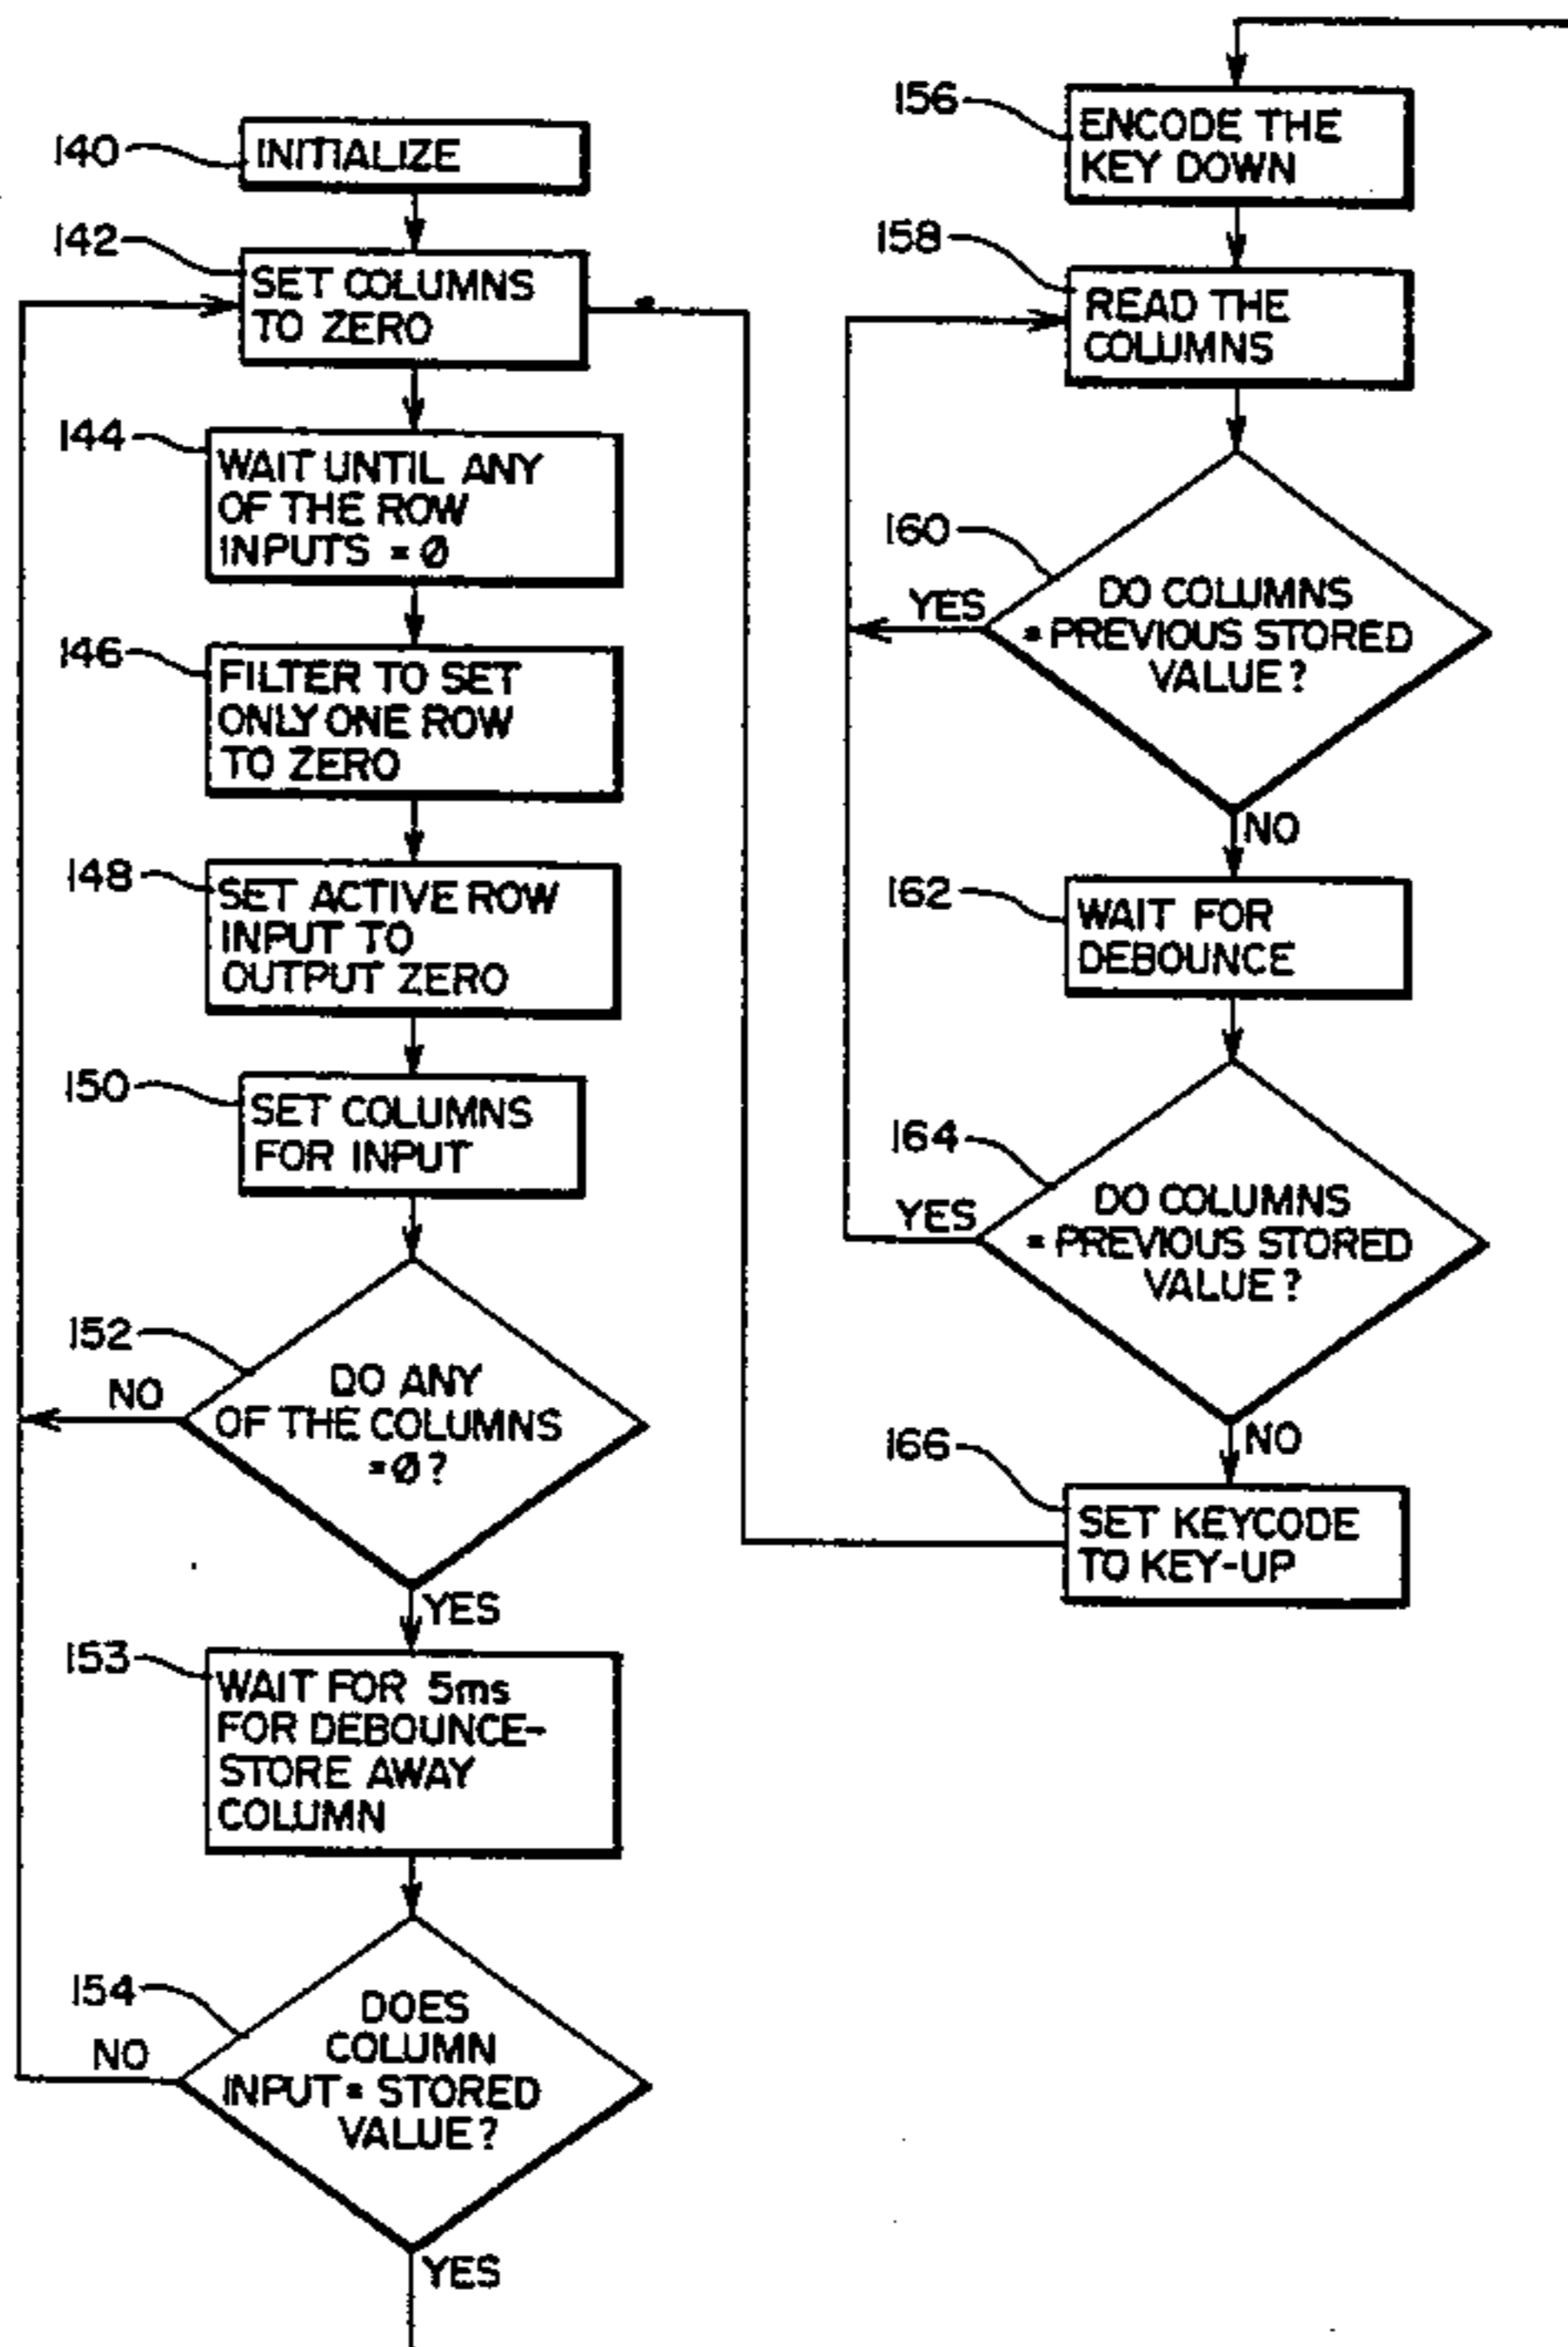 140
INITIALIZE
142
SET COLUMNS
TO ZERO
144
WAIT UNTIL ANY
OF THE ROW
INPUTS = Ø
146
FILTER TO SET
ONLY ONE ROW
TO ZERO
148
SET ACTIVE ROW
INPUT TO
OUTPUT ZERO
150
SET COLUMNS
FOR INPUT
152
DO ANY
OF THE COLUMNS
=Ø?
NO
YES
153
WAIT FOR 5ms
FOR DEBOUNCE-
STORE AWAY
COLUMN
154
DOES
COLUMN
INPUT = STORED
VALUE?
NO
YES
156
ENCODE THE
KEY DOWN
158
READ THE
COLUMNS
160
DO COLUMNS
= PREVIOUS STORED
VALUE?
YES
NO
162
WAIT FOR
DEBOUNCE
164
DO COLUMNS
= PREVIOUS STORED
VALUE?
YES
NO
166
SET KEYCODE
TO KEY-UP